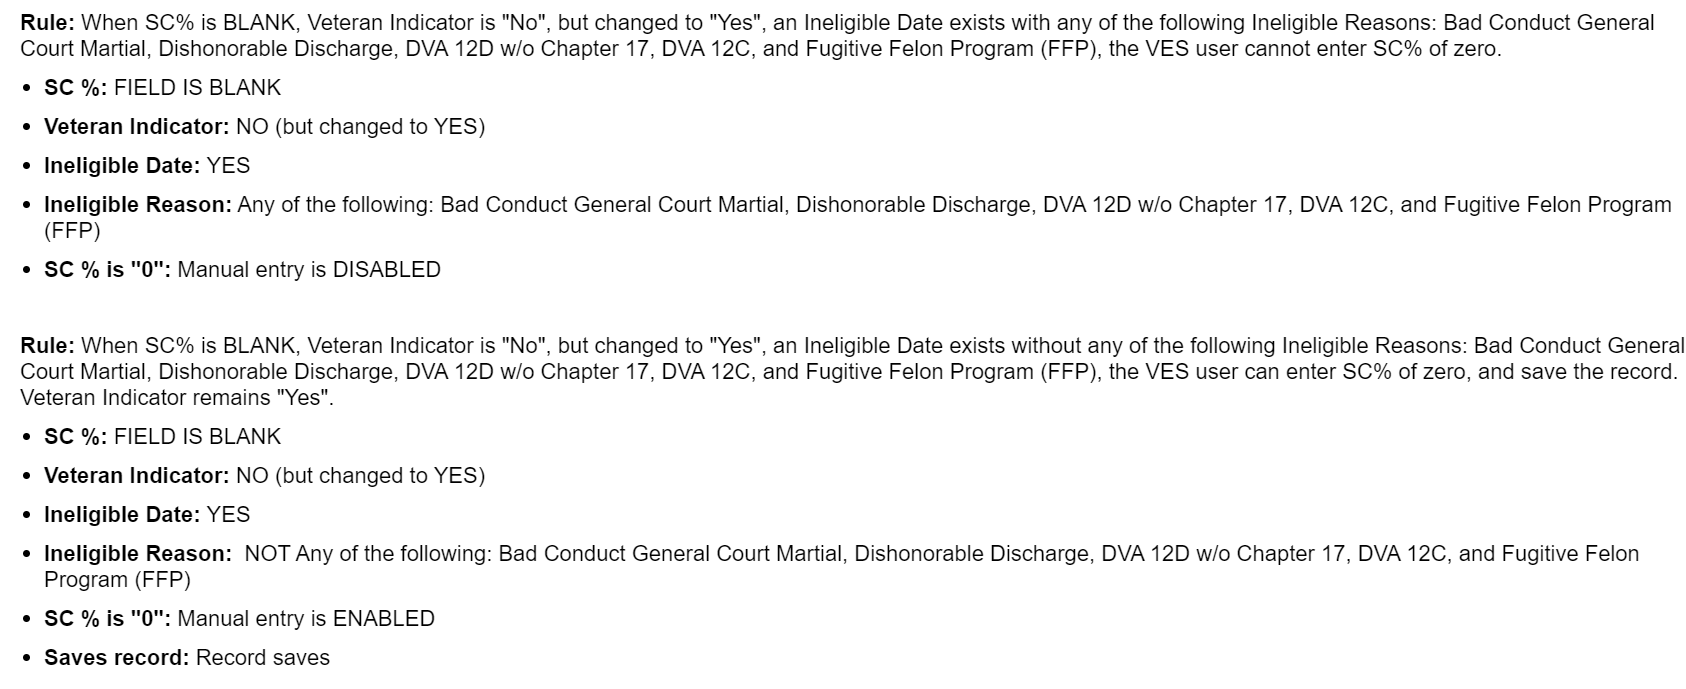 Rule: When SC% is BLANK, Veteran Indicator is "No", but changed to "Yes", an Ineligible Date exists with any of the following Ineligible Reasons: Bad Conduct General
Court Martial, Dishonorable Discharge, DVA 12D w/o Chapter 17, DVA 12C, and Fugitive Felon Program (FFP), the VES user cannot enter SC% of zero.
• SC %: FIELD IS BLANK
• Veteran Indicator: NO (but changed to YES)
• Ineligible Date: YES
• Ineligible Reason: Any of the following: Bad Conduct General Court Martial, Dishonorable Discharge, DVA 12D w/o Chapter 17, DVA 12C, and Fugitive Felon Program
(FFP)
• SC % is "0": Manual entry is DISABLED
Rule: When SC% is BLANK, Veteran Indicator is "No", but changed to "Yes", an Ineligible Date exists without any of the following Ineligible Reasons: Bad Conduct General
Court Martial, Dishonorable Discharge, DVA 12D w/o Chapter 17, DVA 12C, and Fugitive Felon Program (FFP), the VES user can enter SC% of zero, and save the record.
Veteran Indicator remains "Yes".
• SC %: FIELD IS BLANK
• Veteran Indicator: NO (but changed to YES)
• Ineligible Date: YES
• Ineligible Reason:  NOT Any of the following: Bad Conduct General Court Martial, Dishonorable Discharge, DVA 12D w/o Chapter 17, DVA 12C, and Fugitive Felon
Program (FFP)
• SC % is "0": Manual entry is ENABLED
• Saves record: Record saves